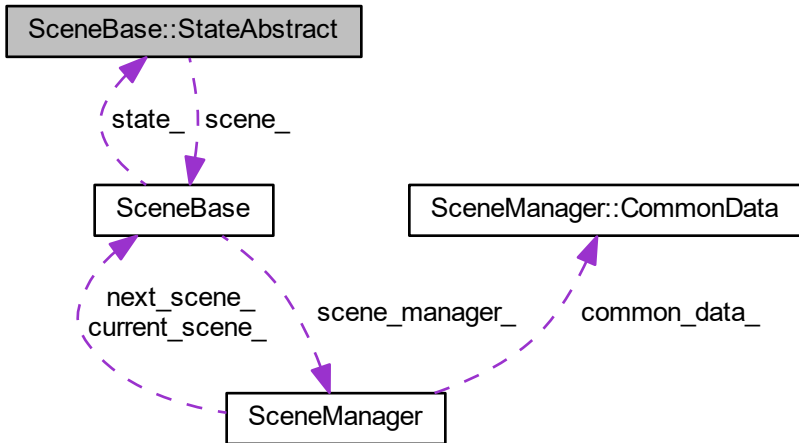 SceneBase::StateAbstract
state_
scene_
SceneBase
SceneManager::CommonData
next_scene_
current_scene_
scene_manager_
common_data_
SceneManager